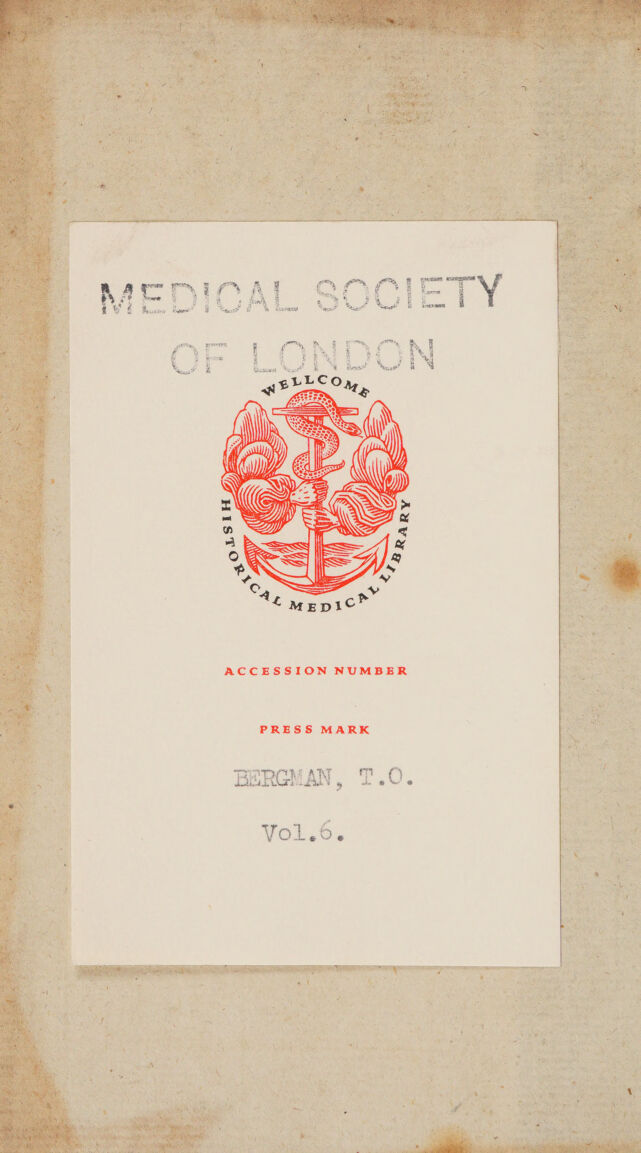 MEDICAL SOCIETY
OF LONDON
WELLCOME
HISTORICAL MEDICAL LIBRARY
ACCESSION NUMBER
PRESS MARK
BERGMAN, T.O.
Vol.6.